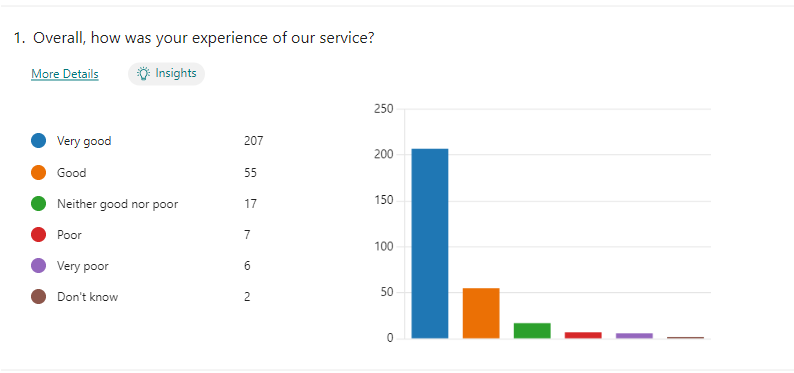 1. Overall, how was your experience of our service?
More Details
Insights
Very good 207
Good 55
Neither good nor poor 17
Poor 7
Very poor 6
Don't know 2
250
200
150
100
50
0